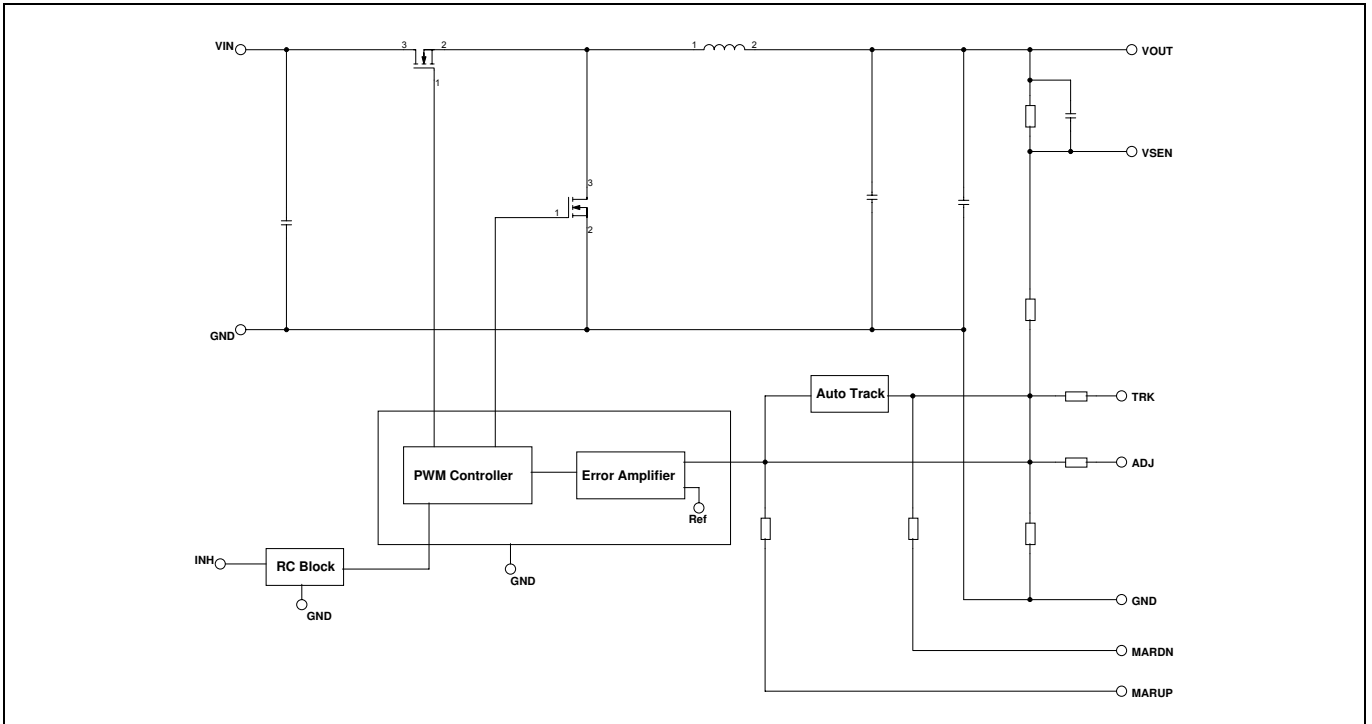 VIN
3
2
1
1
2
VOUT
VSEN
3
1
2
GND
Auto Track
TRK
PWM Controller
Error Amplifier
ADJ
Ref
INH
RC Block
GND
GND
GND
MARDN
MARUP